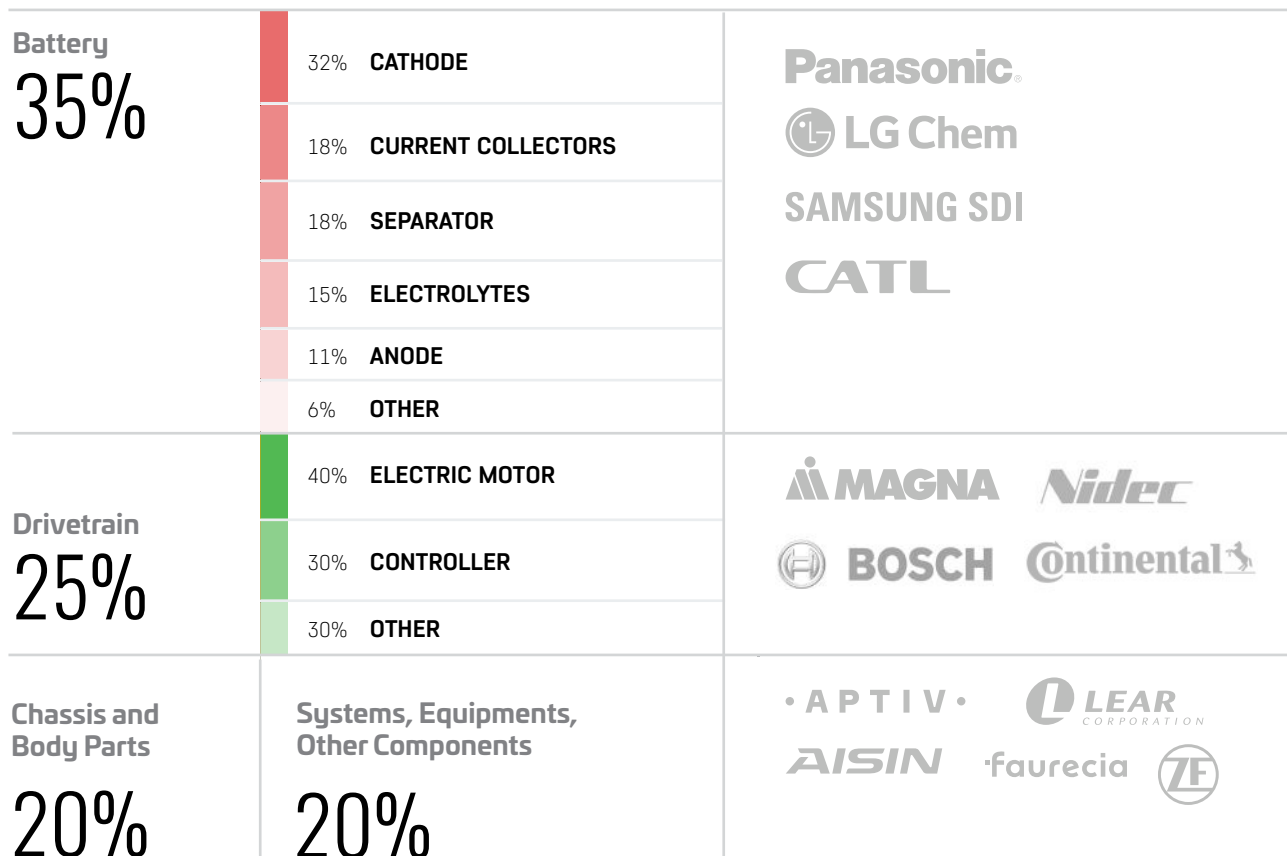 Battery
35%
32% CATHODE
18% CURRENT COLLECTORS
18% SEPARATOR
15% ELECTROLYTES
11% ANODE
6% OTHER
Panasonic®
LG LG Chem
SAMSUNG SDI
CATL
Drivetrain
25%
40% ELECTRIC MOTOR
30% CONTROLLER
30% OTHER
MAGNA Nidec
BOSCH Continental
Chassis and
Body Parts
20%
Systems, Equipments,
Other Components
20%
·APTIV· LEAR
CORPORATION
AISIN faurecia ZF